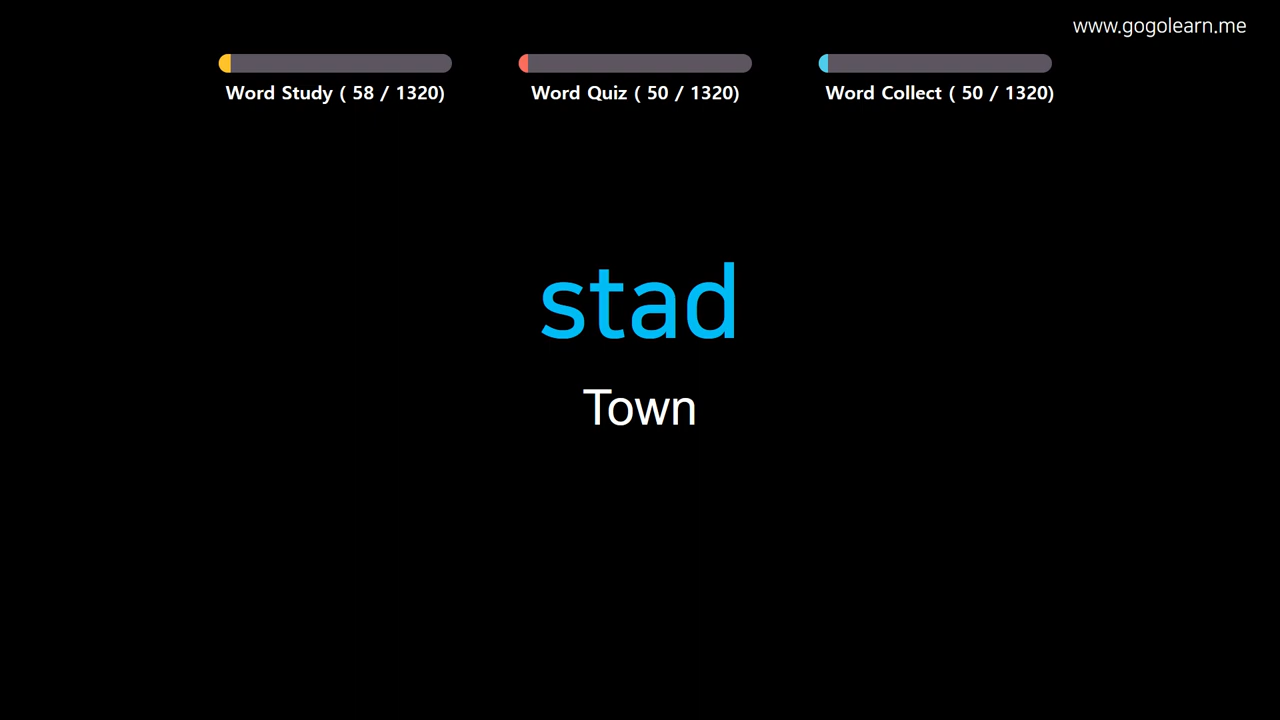 www.gogolearn.me
Word Study ( 58 / 1320)
Word Quiz ( 50 / 1320)
Word Collect ( 50 / 1320)
stad
Town